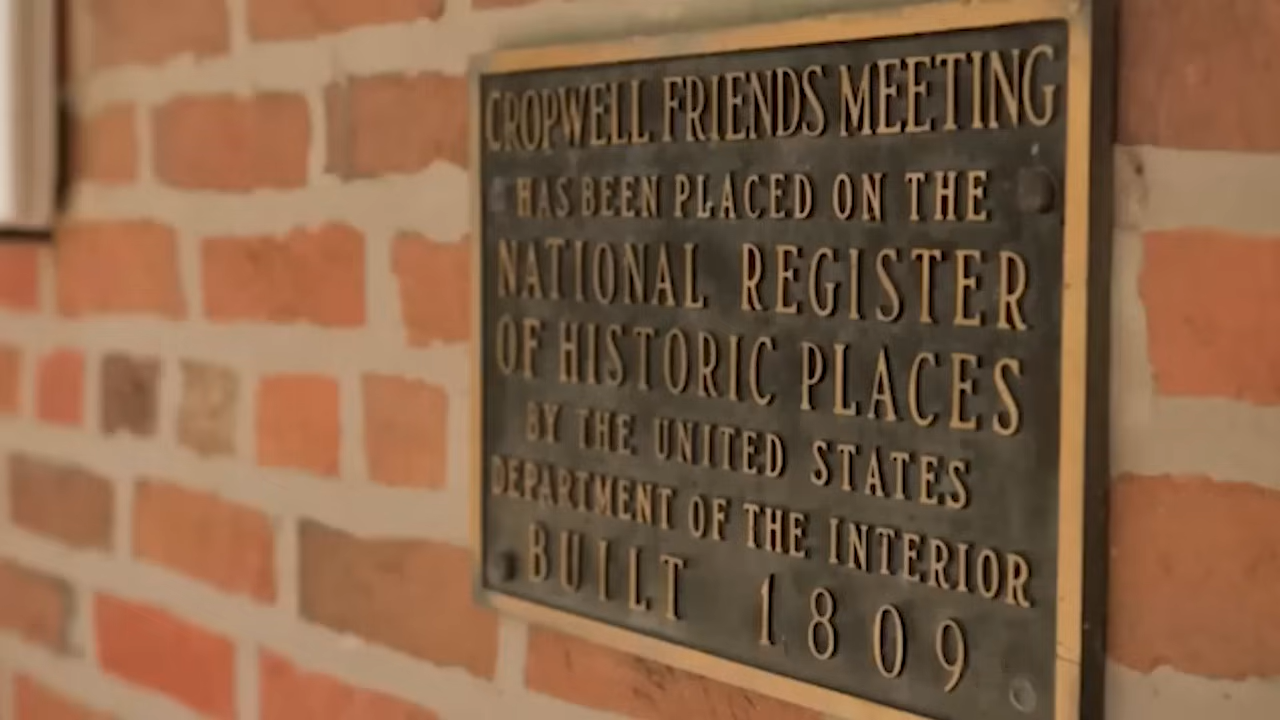 CROPWELL FRIENDS MEETING
HAS BEEN PLACED ON THE
NATIONAL REGISTER
OF HISTORIC PLACES
BY THE UNITED STATES
DEPARTMENT OF THE INTERIOR
BUILT 1809